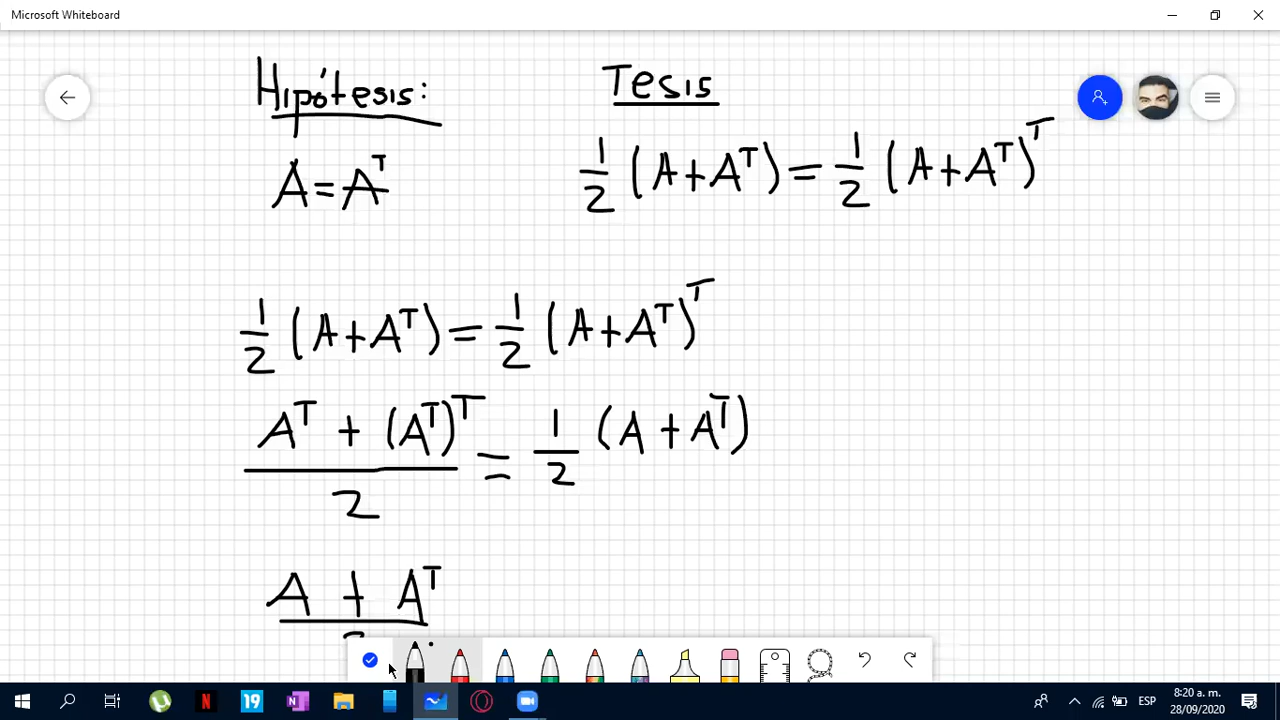 Microsoft Whiteboard
Hipótesis: Tesis
A = A^T
1/2 (A + A^T) = 1/2 (A + A^T)^T
1/2 (A + A^T) = 1/2 (A + A^T)^T
A^T + (A^T)^T / 2 = 1/2 (A + A^T)
A + A^T
19
N
ESP
8:20 a. m.
28/09/2020